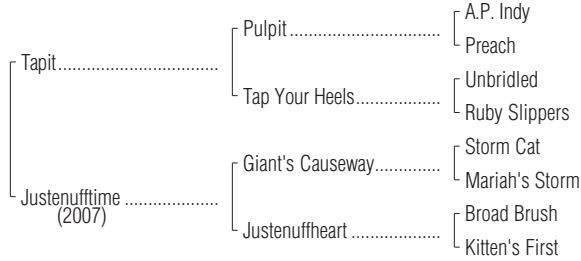 A.P. Indy
Pulpit
Preach
Tapit
Unbridled
Tap Your Heels
Ruby Slippers
Storm Cat
Giant's Causeway
Mariah's Storm
Justenufftime
(2007)
Broad Brush
Justenuffheart
Kitten's First